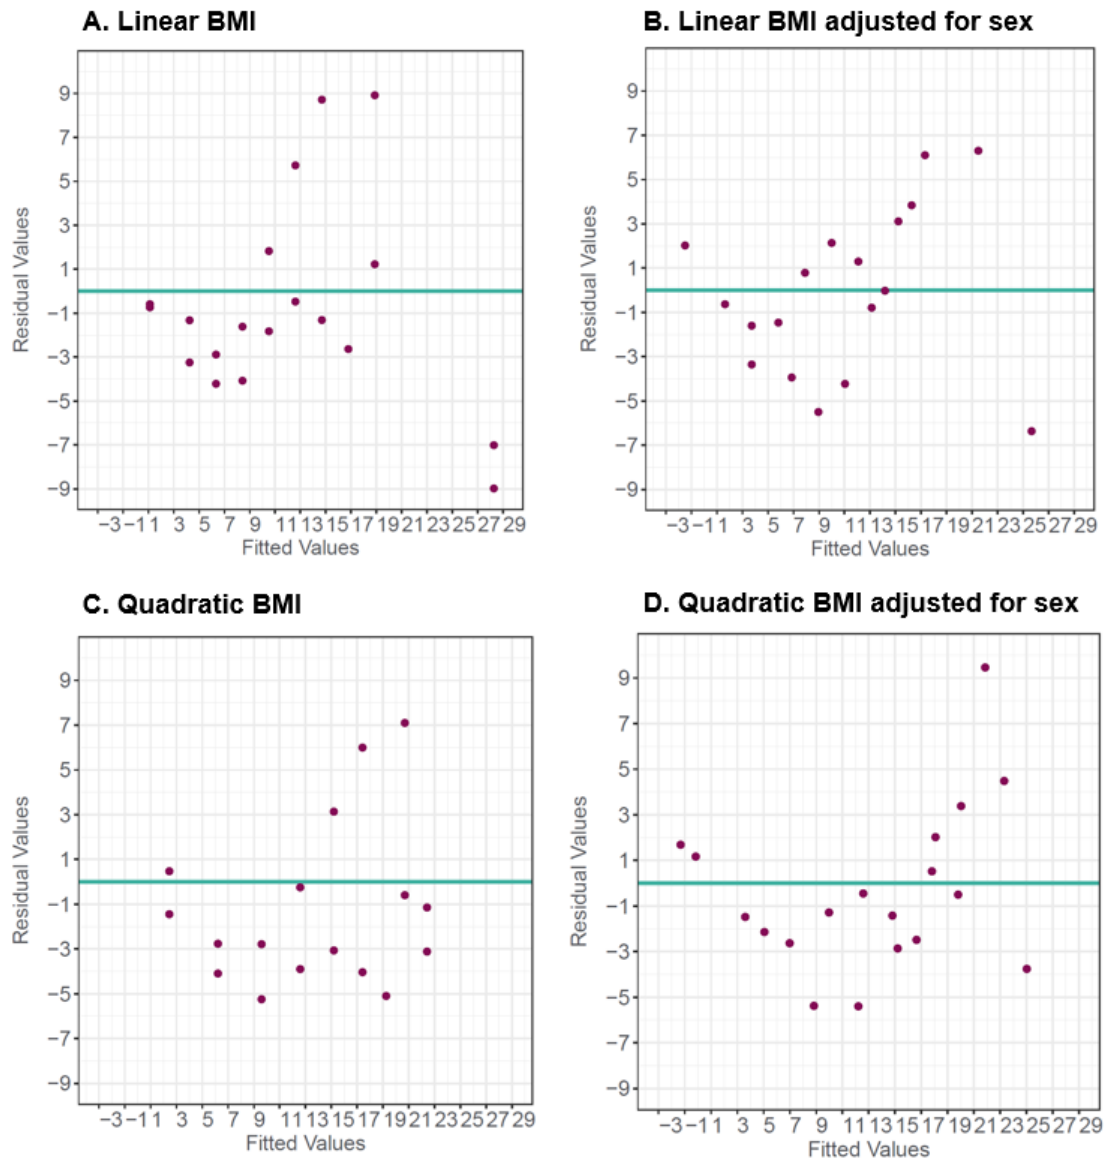 A. Linear BMI
9
7
5
3
1
−1
−3
−5
−7
−9
Residual Values
−3 −1 1 3 5 7 9 11 13 15 17 19 21 23 25 27 29
Fitted Values
B. Linear BMI adjusted for sex
9
7
5
3
1
−1
−3
−5
−7
−9
Residual Values
−3 −1 1 3 5 7 9 11 13 15 17 19 21 23 25 27 29
Fitted Values
C. Quadratic BMI
9
7
5
3
1
−1
−3
−5
−7
−9
Residual Values
−3 −1 1 3 5 7 9 11 13 15 17 19 21 23 25 27 29
Fitted Values
D. Quadratic BMI adjusted for sex
9
7
5
3
1
−1
−3
−5
−7
−9
Residual Values
−3 −1 1 3 5 7 9 11 13 15 17 19 21 23 25 27 29
Fitted Values